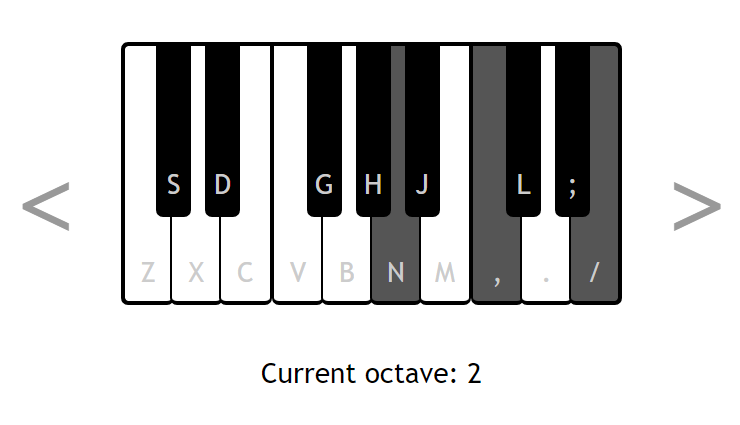 S D G H J L ;
< >
Z X C V B N M , . /
Current octave: 2